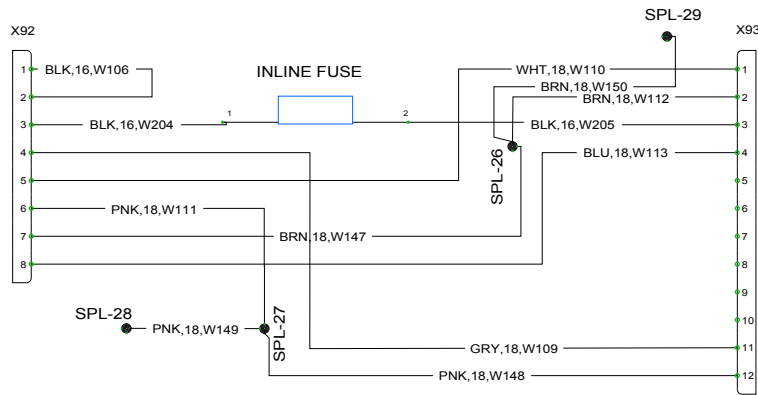 SPL-29
X92
X93
1
BLK,16,W106
INLINE FUSE
WHT,18,W110
1
BRN,18,W150
2
BRN,18,W112
2
3
BLK,16,W204
1
2
BLK,16,W205
3
4
SPL-26
BLU,18,W113
4
5
5
6
PNK,18,W111
6
7
BRN,18,W147
7
8
8
9
SPL-28
PNK,18,W149
SPL-27
10
GRY,18,W109
11
PNK,18,W148
12